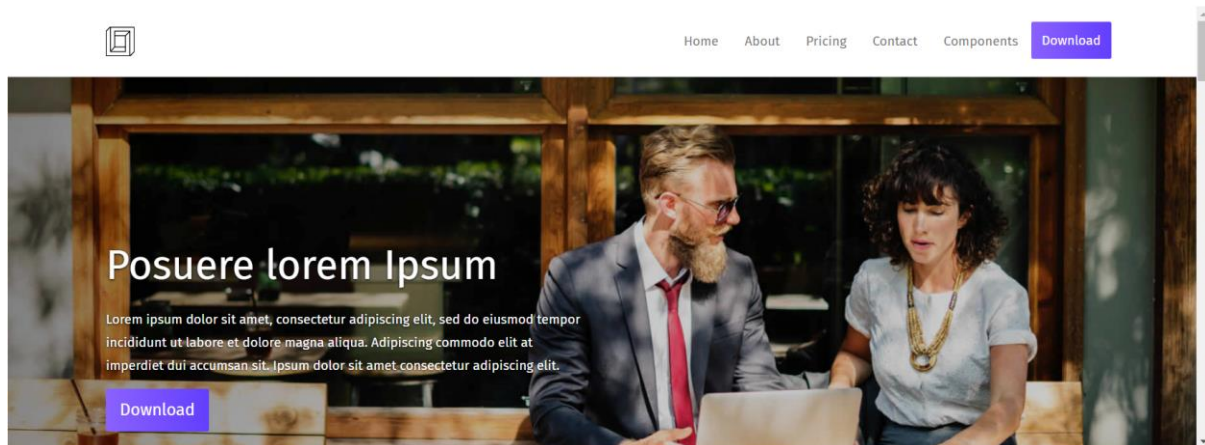 Home About Pricing Contact Components Download
Posuere lorem Ipsum
Lorem ipsum dolor sit amet, consectetur adipiscing elit, sed do eiusmod tempor
incididunt ut labore et dolore magna aliqua. Adipiscing commodo elit at
imperdiet dui accumsan sit. Ipsum dolor sit amet consectetur adipiscing elit.
Download